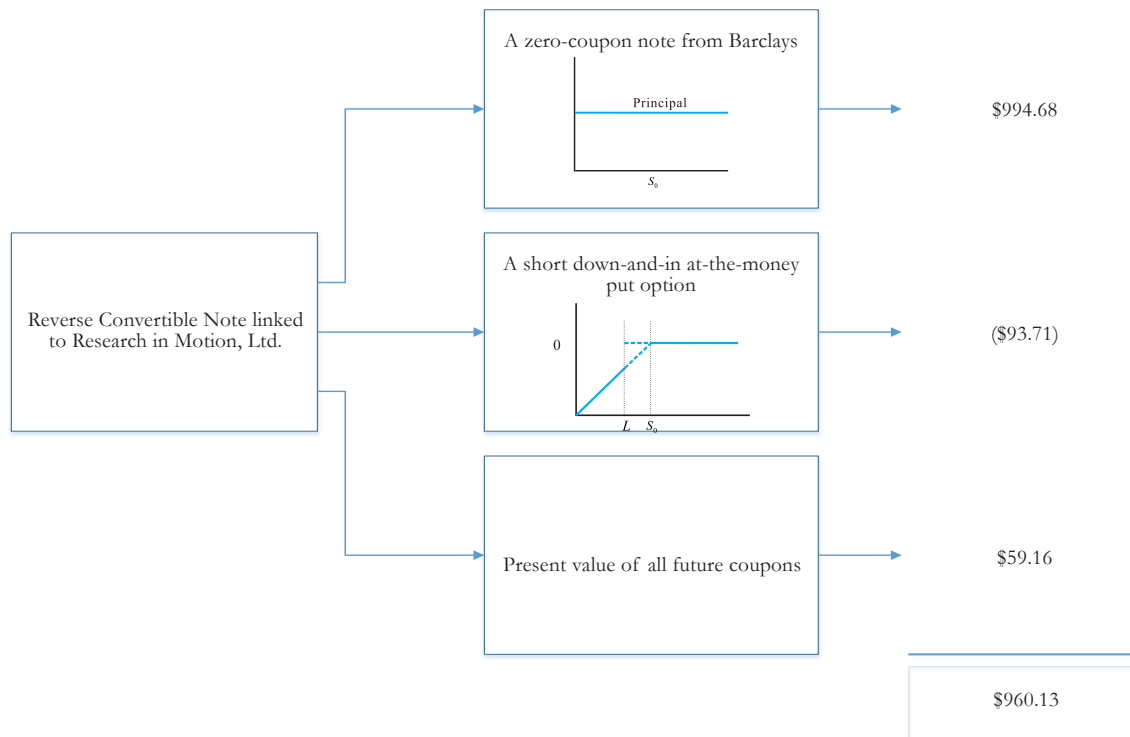 A zero-coupon note from Barclays
Principal
S₀
$994.68
Reverse Convertible Note linked
to Research in Motion, Ltd.
A short down-and-in at-the-money
put option
0
L S₀
($93.71)
Present value of all future coupons
$59.16
$960.13